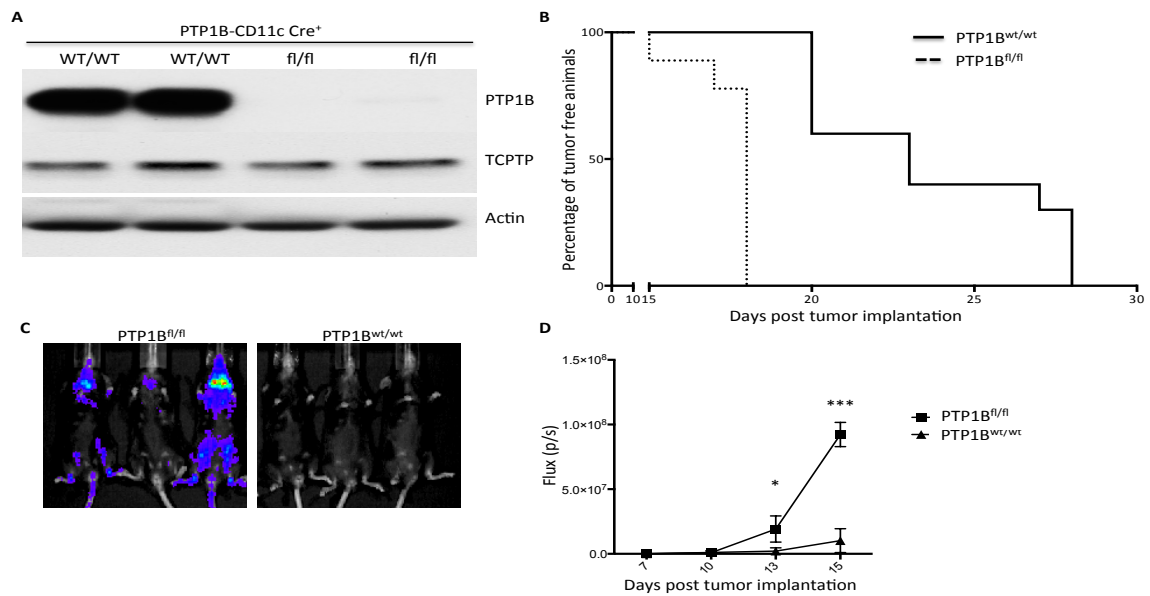 A
PTP1B-CD11c Cre⁺
WT/WT WT/WT fl/fl fl/fl
PTP1B
TCPTP
Actin
B
100
50
0
Percentage of tumor free animals
PTP1Bwt/wt
PTP1Bfl/fl
0 10 15 20 25 30
Days post tumor implantation
C
PTP1Bfl/fl PTP1Bwt/wt
D
1.5×10⁸
1.0×10⁸
5.0×10⁷
0.0
Flux (p/s)
*
***
PTP1Bfl/fl
PTP1Bwt/wt
7 10 13 15
Days post tumor implantation